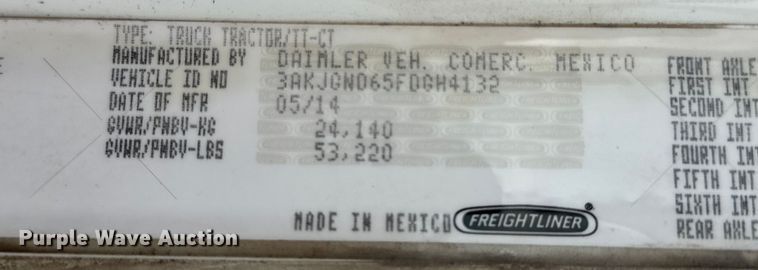 TYPE: TRUCK TRACTOR/TT-CT
MANUFACTURED BY DAIMLER VEH. COMERC. MEXICO
VEHICLE ID NO 3AKJGND65FDGH4132
DATE OF MFR 05/14
GVWR/PNBV-KG 24,140
GVWR/PNBV-LBS 53,220
MADE IN MEXICO FREIGHTLINER
E
FRONT AXLE
FIRST INT
SECOND INT
THIRD INT
FOURTH INT
FIFTH INT
SIXTH INT
REAR AXLE
Purple Wave Auction